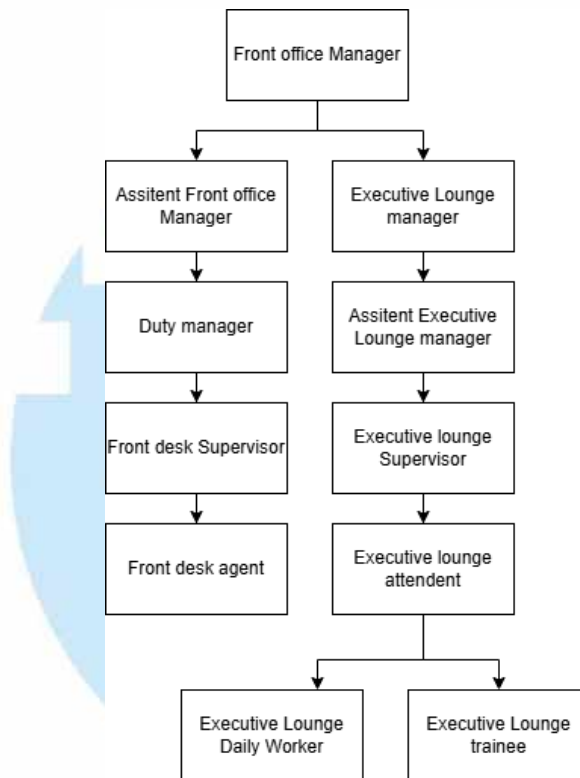 Front office Manager
Assitent Front office
Manager
Executive Lounge
manager
Duty manager
Assitent Executive
Lounge manager
Front desk Supervisor
Executive lounge
Supervisor
Front desk agent
Executive lounge
attendent
Executive Lounge
Daily Worker
Executive Lounge
trainee